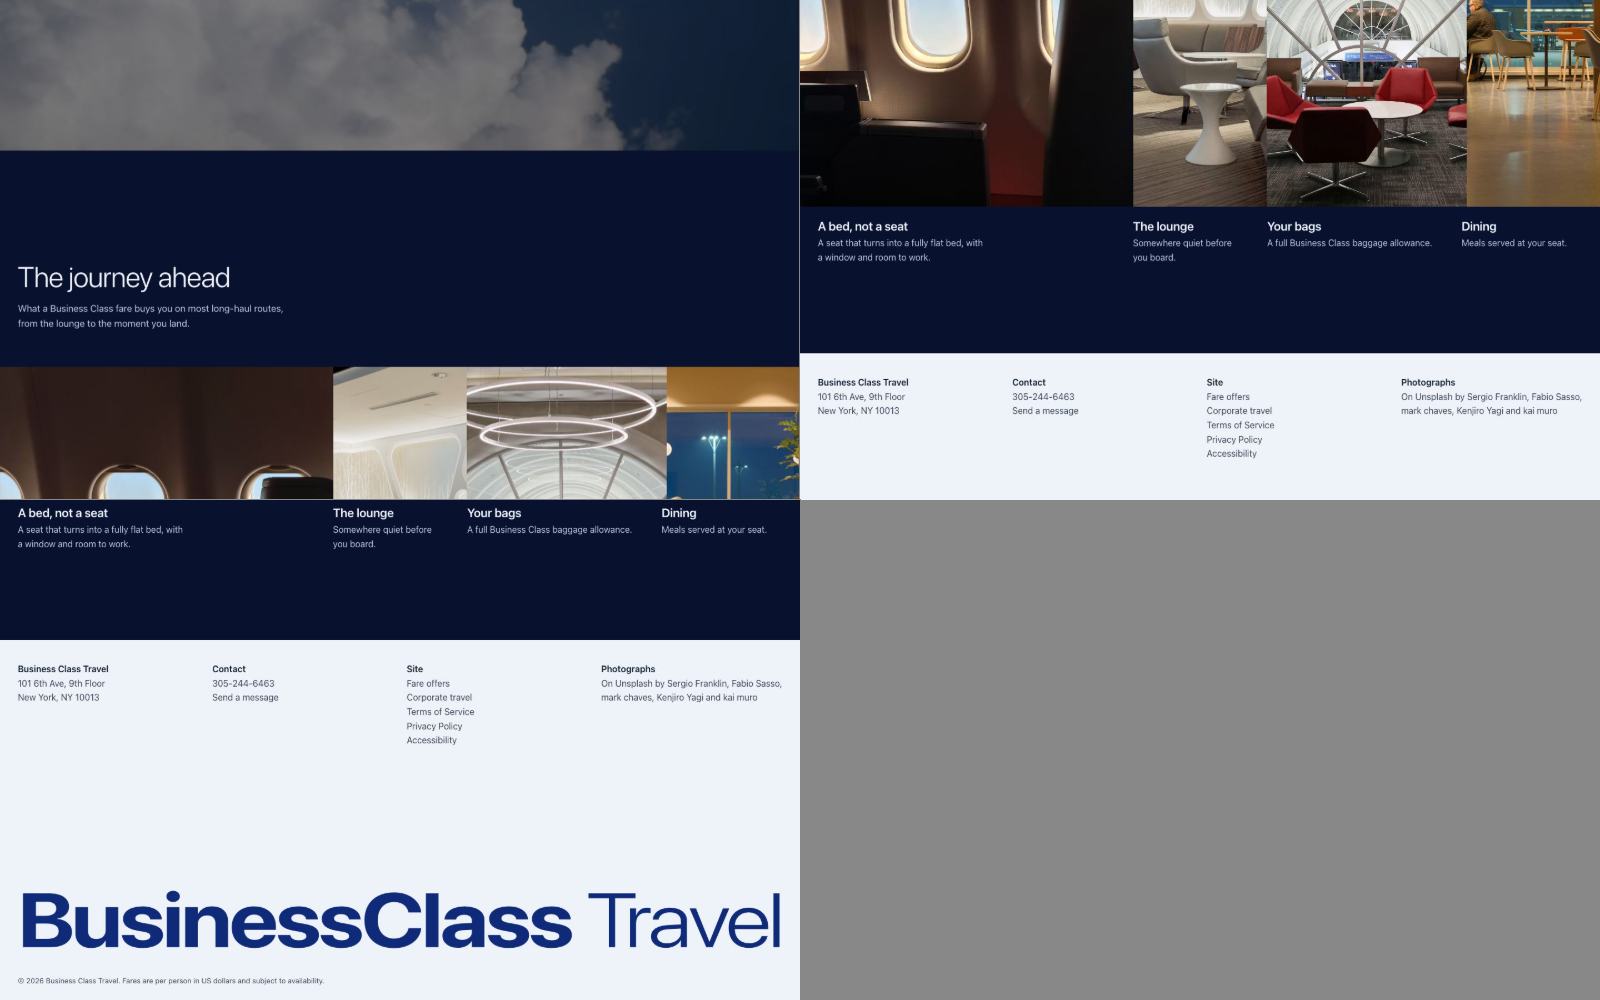 The journey ahead
What a Business Class fare buys you on most long-haul routes,
from the lounge to the moment you land.
A bed, not a seat
A seat that turns into a fully flat bed, with
a window and room to work.
The lounge
Somewhere quiet before
you board.
Your bags
A full Business Class baggage allowance.
Dining
Meals served at your seat.
Business Class Travel
101 6th Ave, 9th Floor
New York, NY 10013
Contact
305-244-6463
Send a message
Site
Fare offers
Corporate travel
Terms of Service
Privacy Policy
Accessibility
Photographs
On Unsplash by Sergio Franklin, Fabio Sasso,
mark chaves, Kenjiro Yagi and kai muro
BusinessClass Travel
© 2026 Business Class Travel. Fares are per person in US dollars and subject to availability.
A bed, not a seat
A seat that turns into a fully flat bed, with
a window and room to work.
The lounge
Somewhere quiet before
you board.
Your bags
A full Business Class baggage allowance.
Dining
Meals served at your seat.
Business Class Travel
101 6th Ave, 9th Floor
New York, NY 10013
Contact
305-244-6463
Send a message
Site
Fare offers
Corporate travel
Terms of Service
Privacy Policy
Accessibility
Photographs
On Unsplash by Sergio Franklin, Fabio Sasso,
mark chaves, Kenjiro Yagi and kai muro